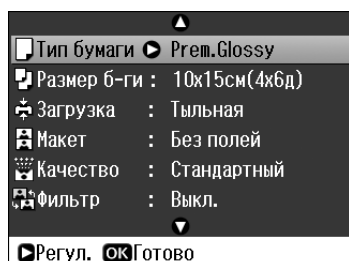 Тип бумаги Prem.Glossy
Размер б-ги : 10x15см(4x6д)
Загрузка : Тыльная
Макет : Без полей
Качество : Стандартный
Фильтр : Выкл.
Регул. OK Готово